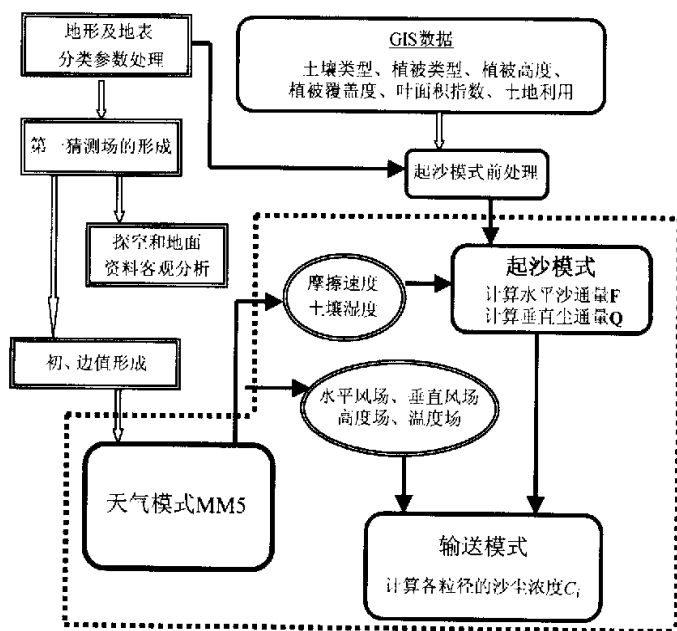 地形及地表
分类参数处理
GIS数据
土壤类型、植被类型、植被高度、
植被覆盖度、叶面积指数、土地利用
第一猜测场的形成
起沙模式前处理
探空和地面
资料客观分析
摩擦速度
土壤湿度
起沙模式
计算水平沙通量F
计算垂直尘通量Q
初、边值形成
水平风场、垂直风场
高度场、温度场
天气模式MM5
输送模式
计算各粒径的沙尘浓度Ci